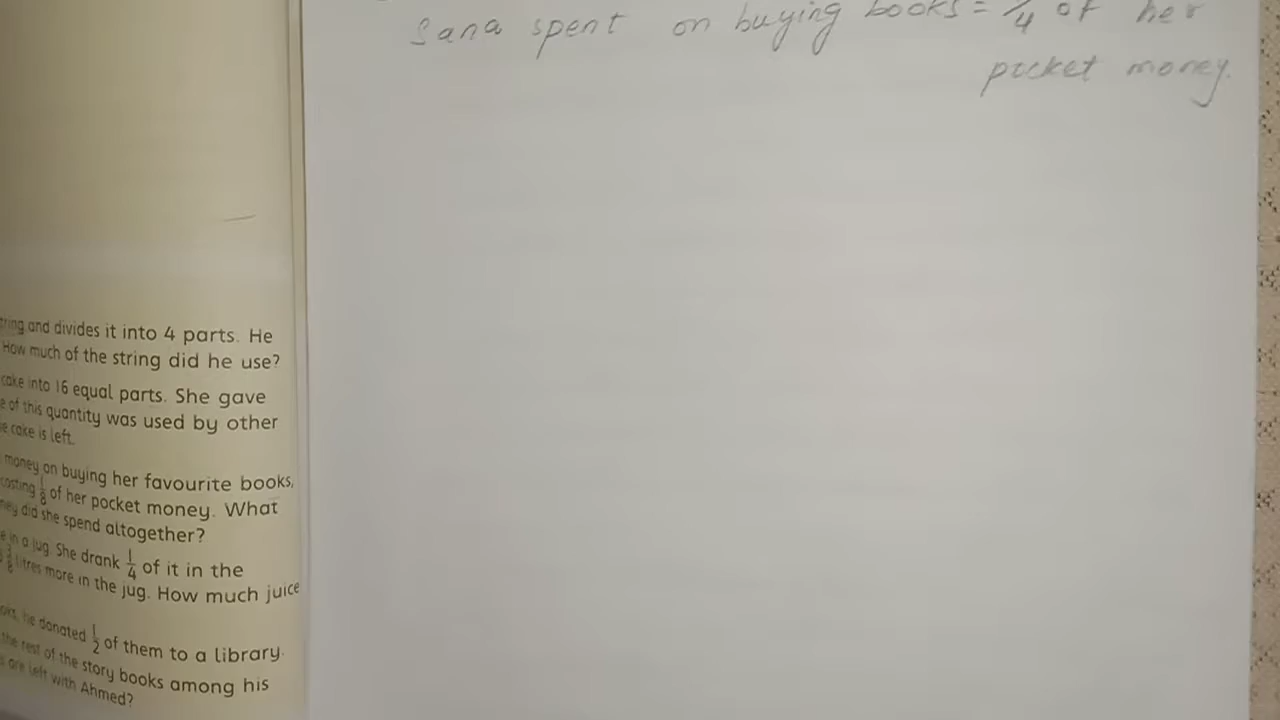 Sana spent on buying books = /4 of her
pocket money.
tring and divides it into 4 parts. He
How much of the string did he use?
cake into 16 equal parts. She gave
e of this quantity was used by other
e cake is left.
money on buying her favourite books,
costing 1/8 of her pocket money. What
ney did she spend altogether?
e in a jug. She drank 1/4 of it in the
3/8 litres more in the jug. How much juice
oks, he donated 1/2 of them to a library.
the rest of the story books among his
s are left with Ahmed?